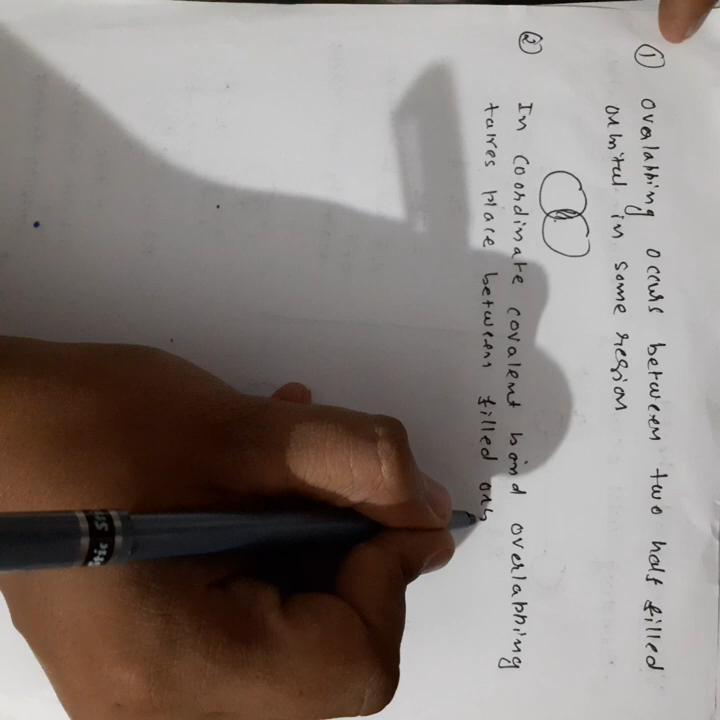 ① Overlapping occurs between two half filled
orbital in some region
② In coordinate covalent bond overlapping
takes place between filled orb